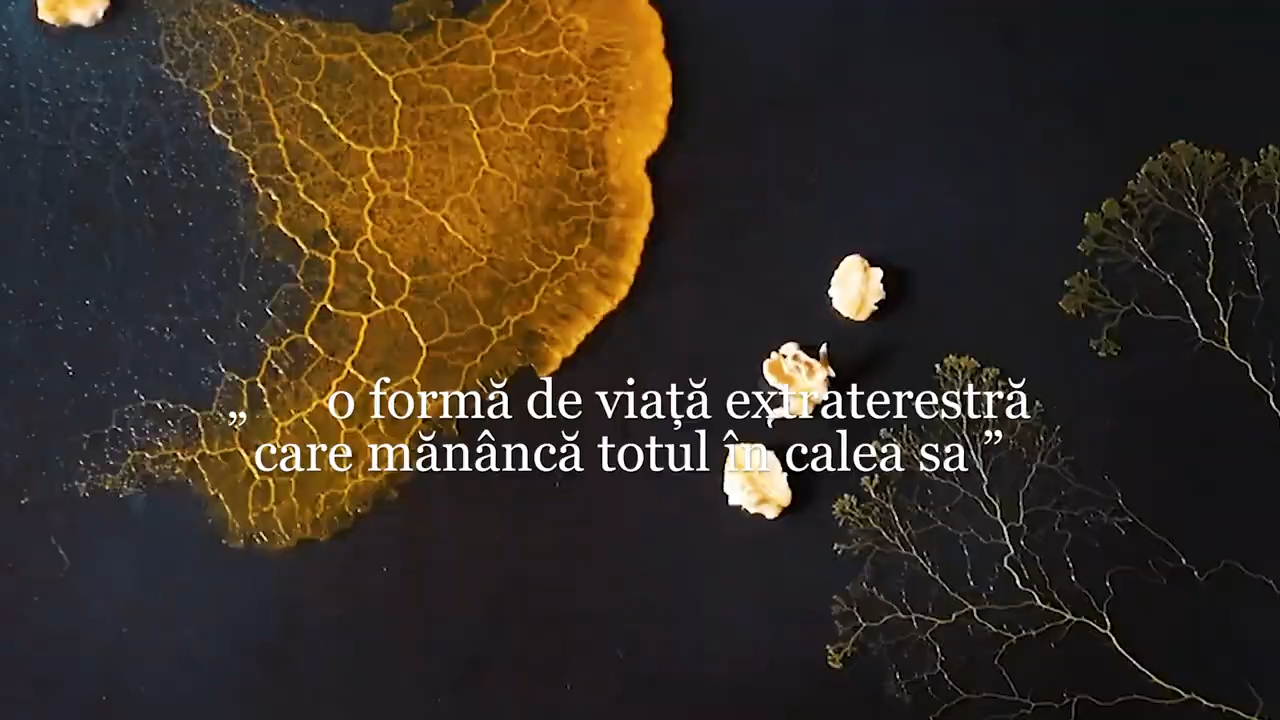 „ o formă de viață extraterestră
care mănâncă totul în calea sa ”